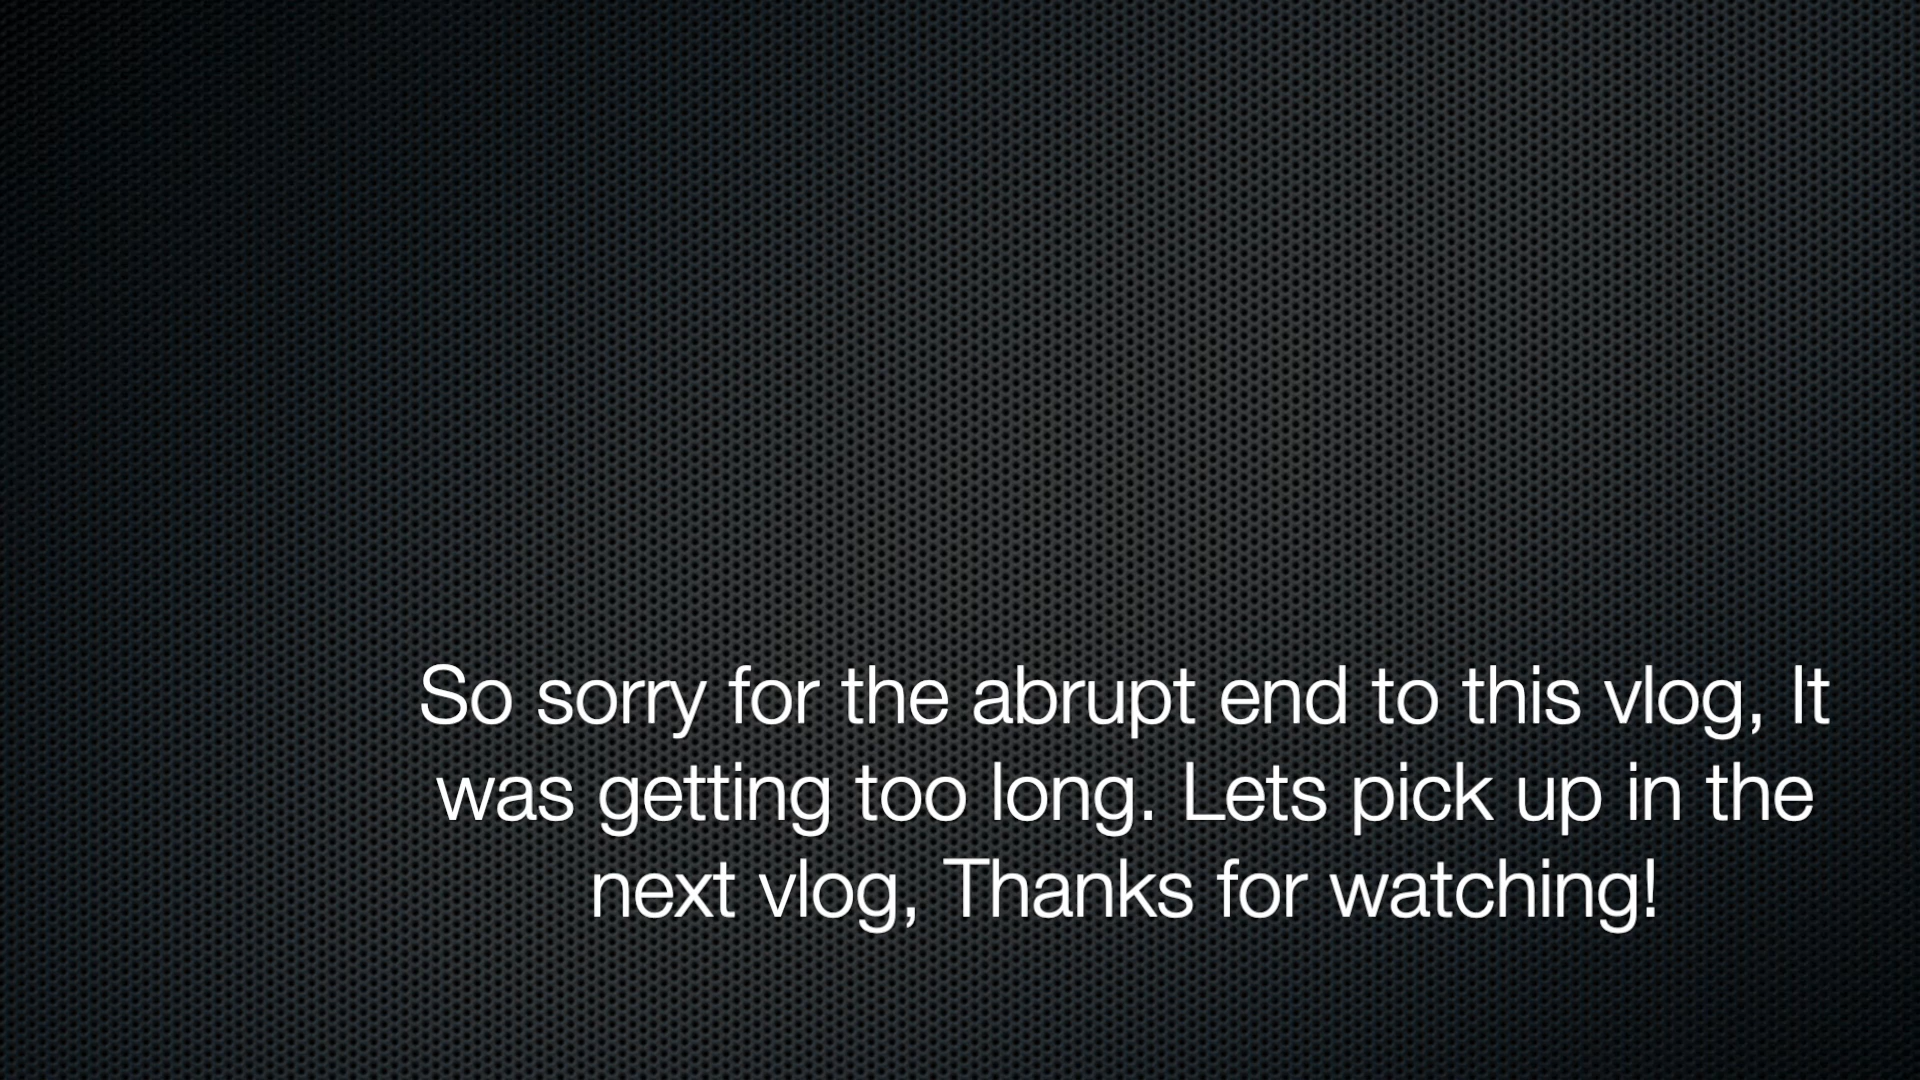 So sorry for the abrupt end to this vlog, It
was getting too long. Lets pick up in the
next vlog, Thanks for watching!